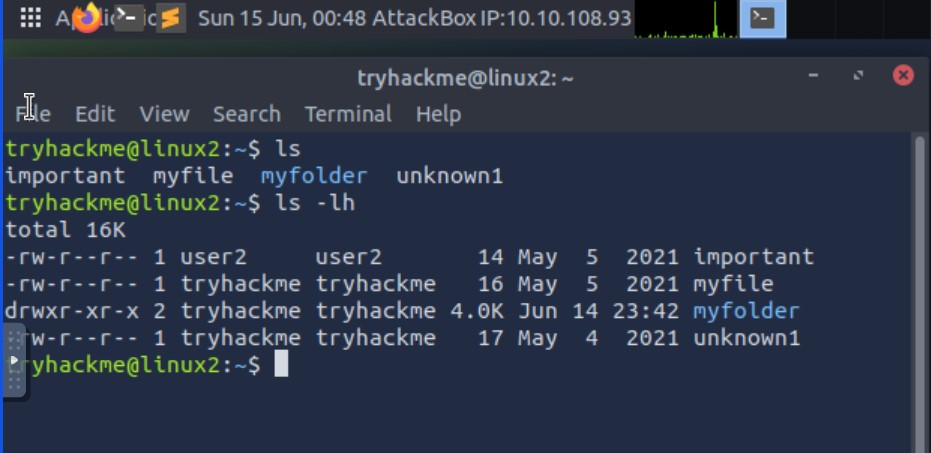 Sun 15 Jun, 00:48 AttackBox IP:10.10.108.93
tryhackme@linux2: ~
File Edit View Search Terminal Help
tryhackme@linux2:~$ ls
important  myfile  myfolder  unknown1
tryhackme@linux2:~$ ls -lh
total 16K
-rw-r--r-- 1 user2     user2       14 May  5  2021 important
-rw-r--r-- 1 tryhackme tryhackme   16 May  5  2021 myfile
drwxr-xr-x 2 tryhackme tryhackme 4.0K Jun 14 23:42 myfolder
-rw-r--r-- 1 tryhackme tryhackme   17 May  4  2021 unknown1
tryhackme@linux2:~$